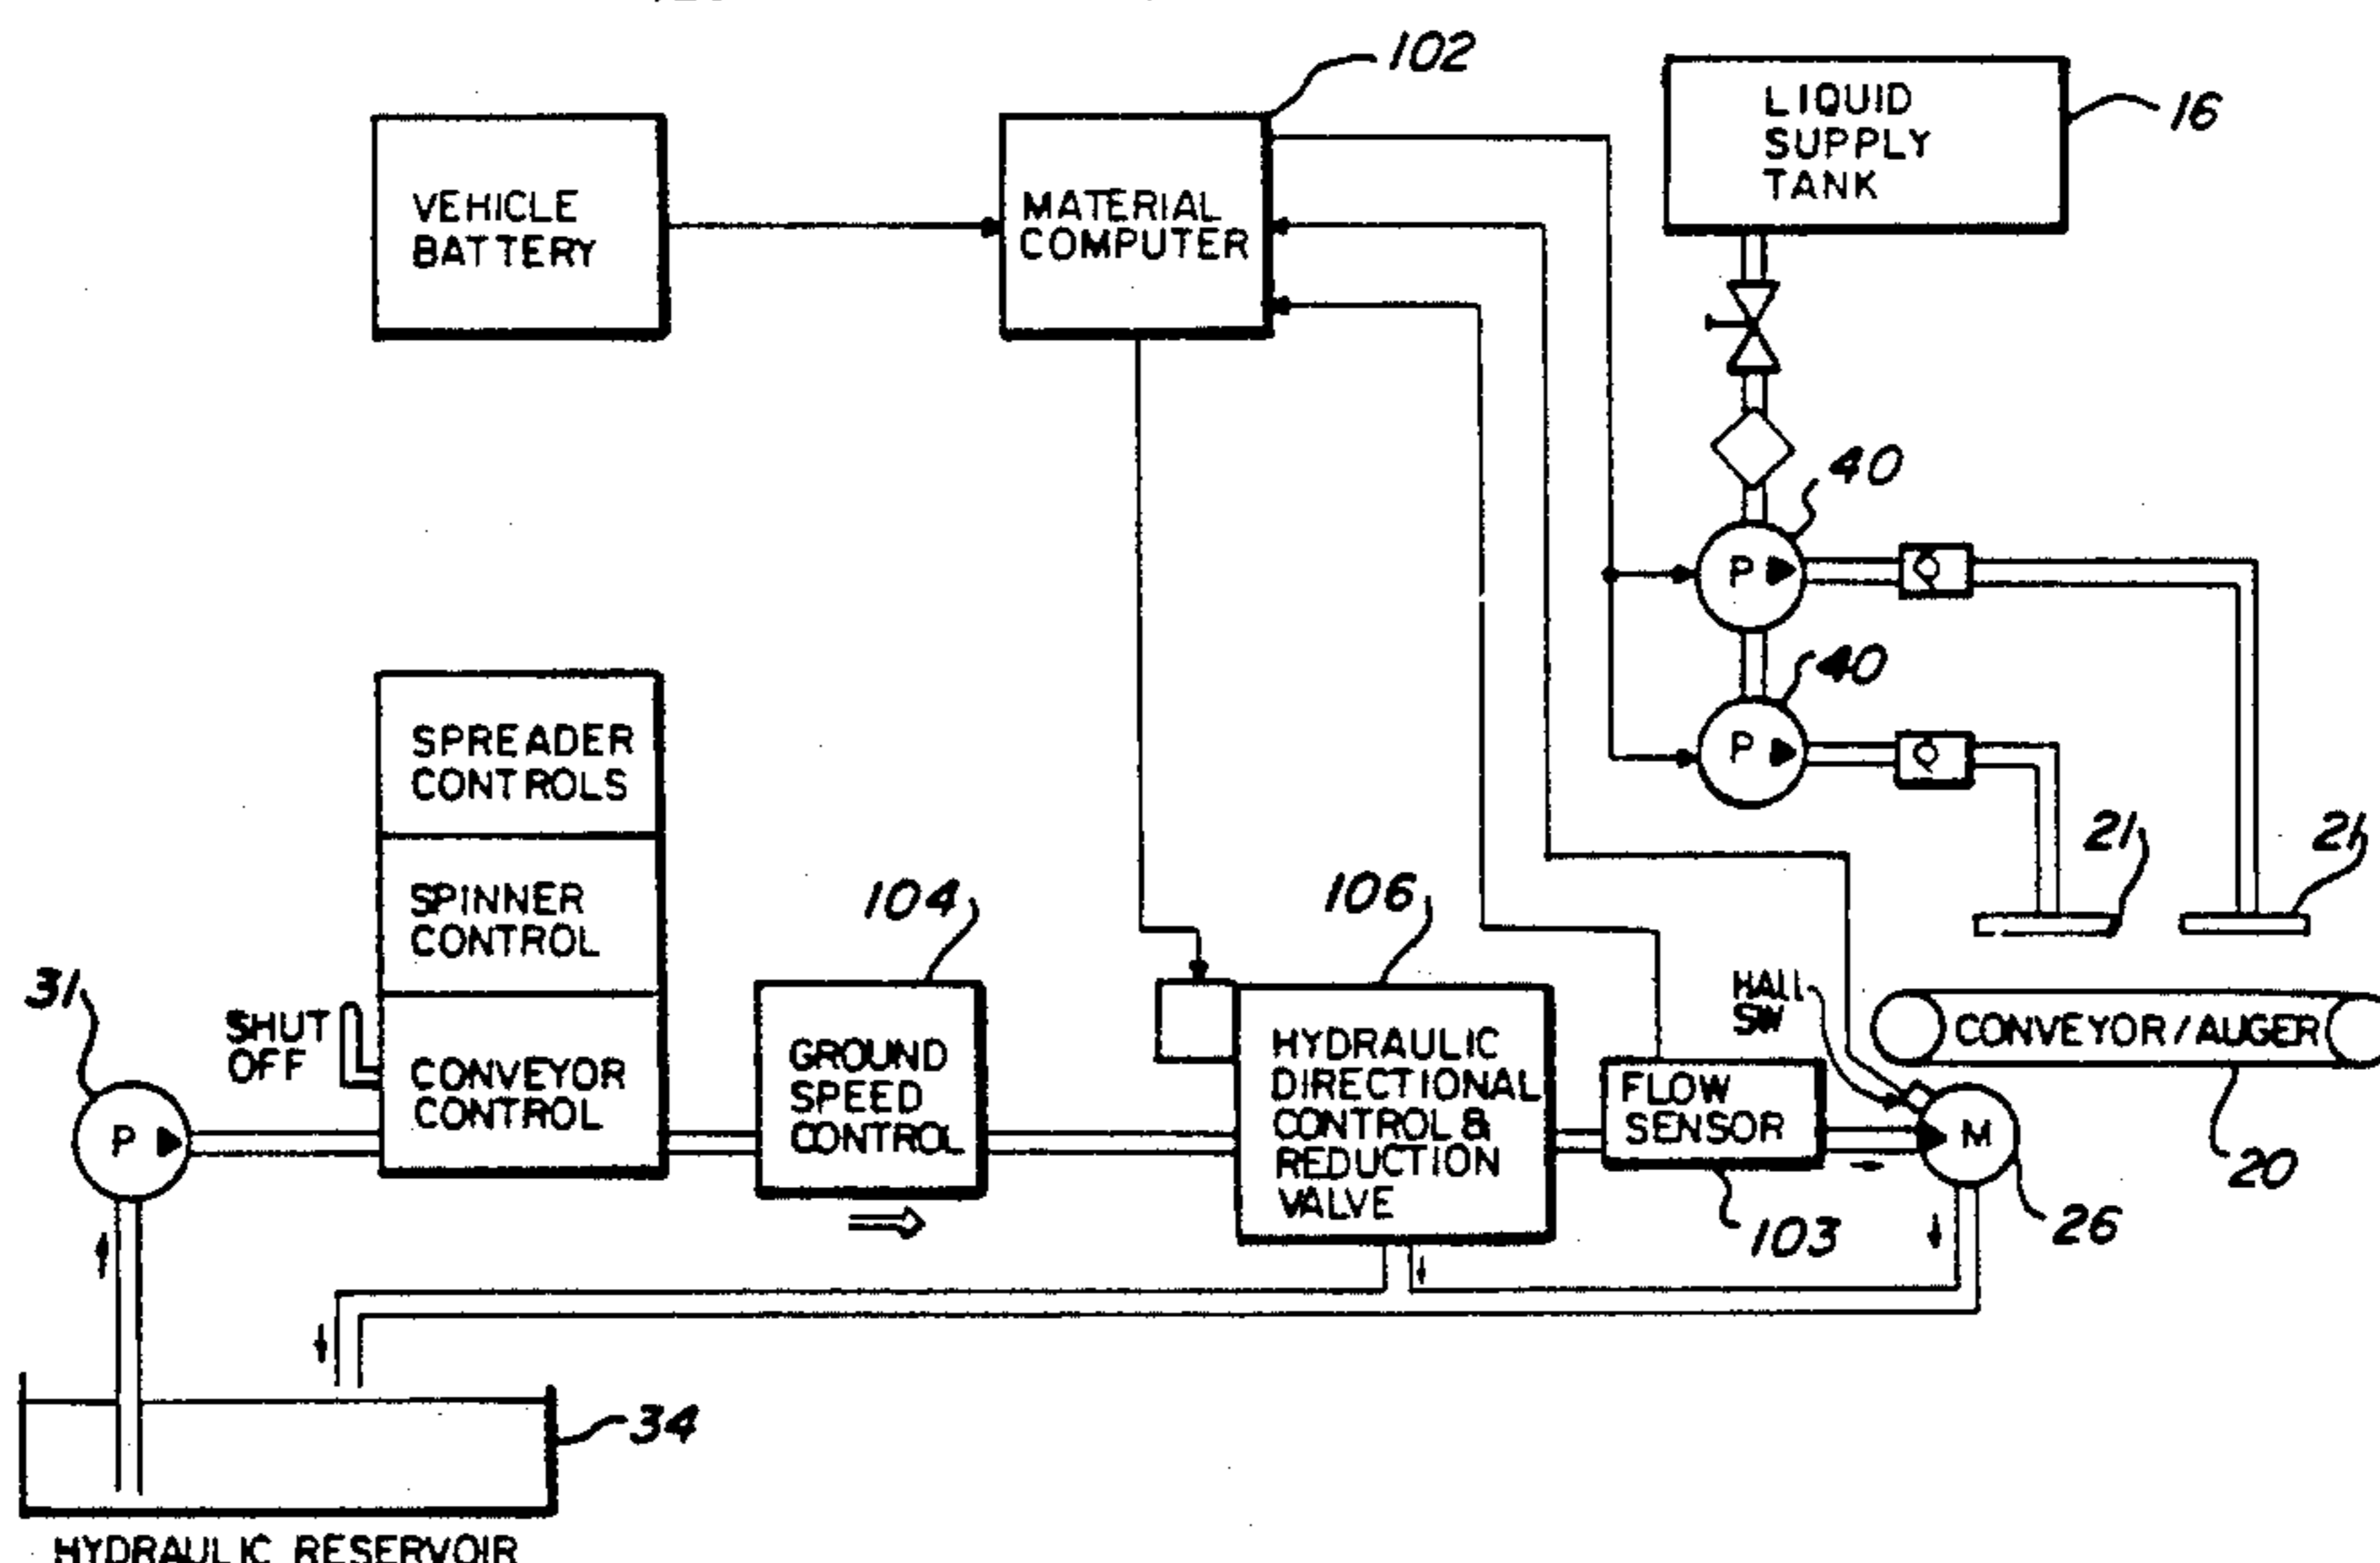 102
LIQUID
SUPPLY
TANK
16
VEHICLE
BATTERY
MATERIAL
COMPUTER
40
P
40
P
SPREADER
CONTROLS
SPINNER
CONTROL
CONVEYOR
CONTROL
SHUT
OFF
31
P
104
GROUND
SPEED
CONTROL
106
HYDRAULIC
DIRECTIONAL
CONTROL &
REDUCTION
VALVE
21
21
HALL
SW
CONVEYOR/AUGER
20
FLOW
SENSOR
103
M
26
34
HYDRAULIC RESERVOIR